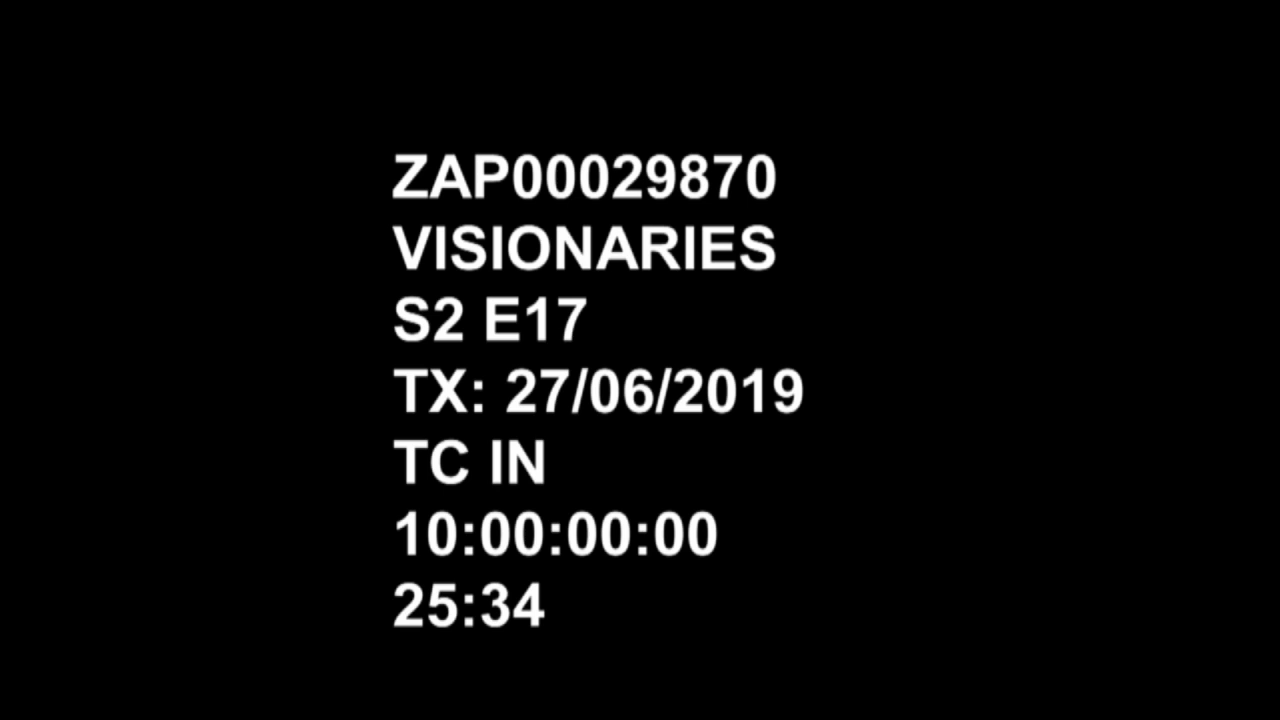 ZAP00029870
VISIONARIES
S2 E17
TX: 27/06/2019
TC IN
10:00:00:00
25:34